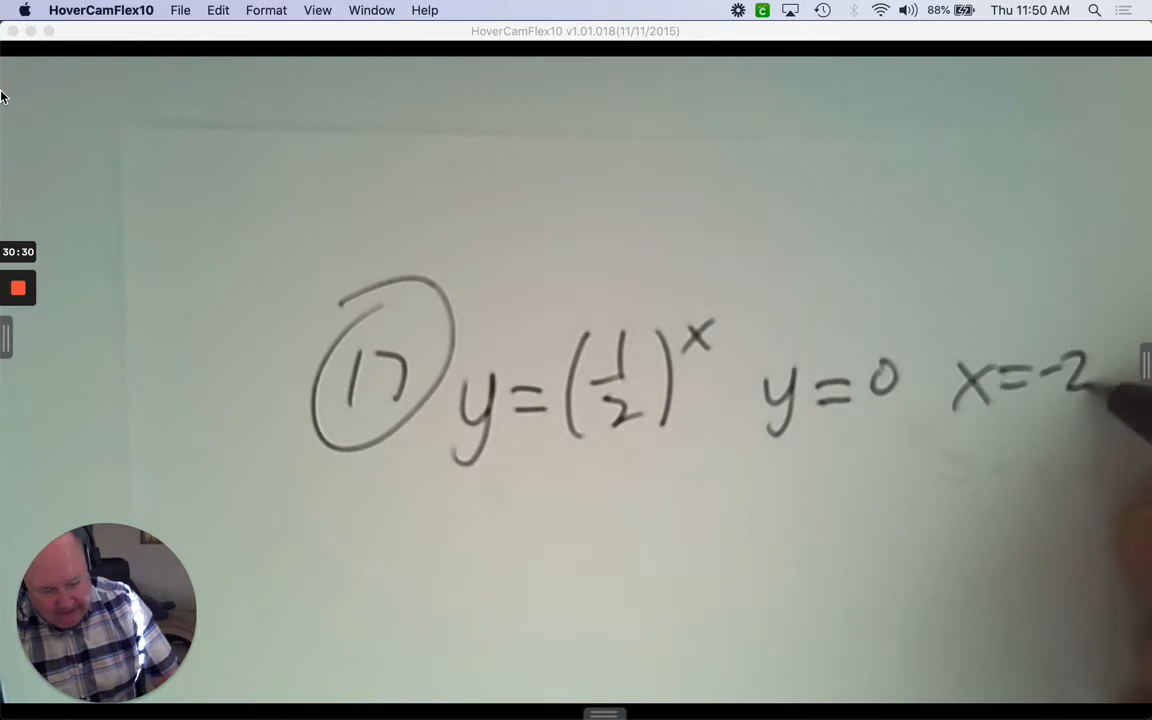 HoverCamFlex10 File Edit Format View Window Help 88% Thu 11:50 AM
HoverCamFlex10 v1.01.018(11/11/2015)
30:30
17 y=(1/2)^x y=0 x=-2